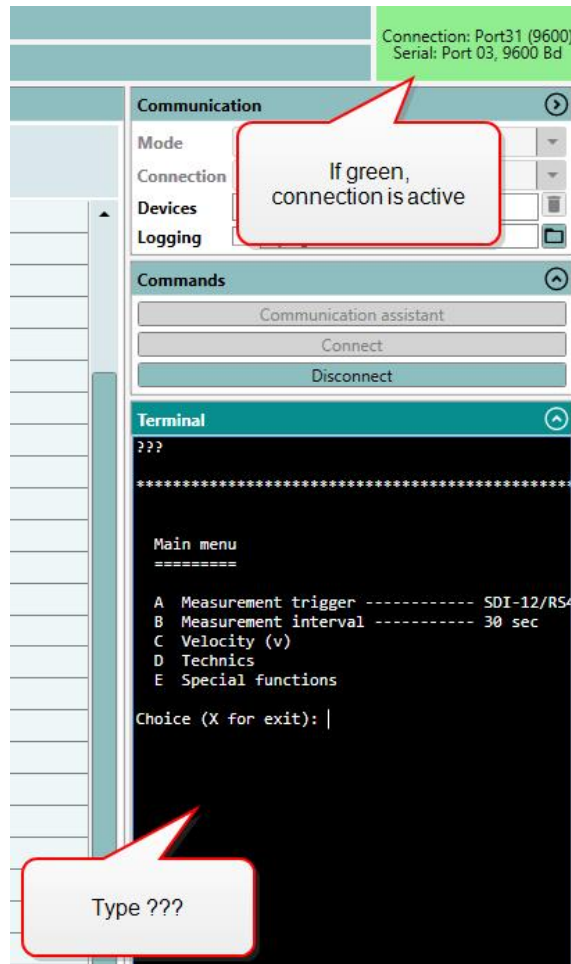 Connection: Port31 (9600)
Serial: Port 03, 9600 Bd
Communication
Mode
Connection
Devices
Logging
If green,
connection is active
Commands
Communication assistant
Connect
Disconnect
Terminal
???
************************************************
Main menu
=========
A Measurement trigger ------------ SDI-12/RS4
B Measurement interval ----------- 30 sec
C Velocity (v)
D Technics
E Special functions
Choice (X for exit): |
Type ???